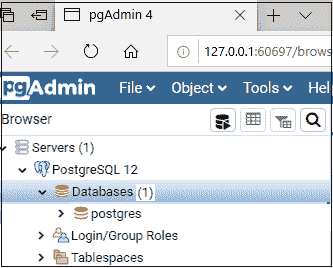 pgAdmin 4
127.0.0.1:60697/brows
pgAdmin File Object Tools Help
Browser
Servers (1)
PostgreSQL 12
Databases (1)
postgres
Login/Group Roles
Tablespaces